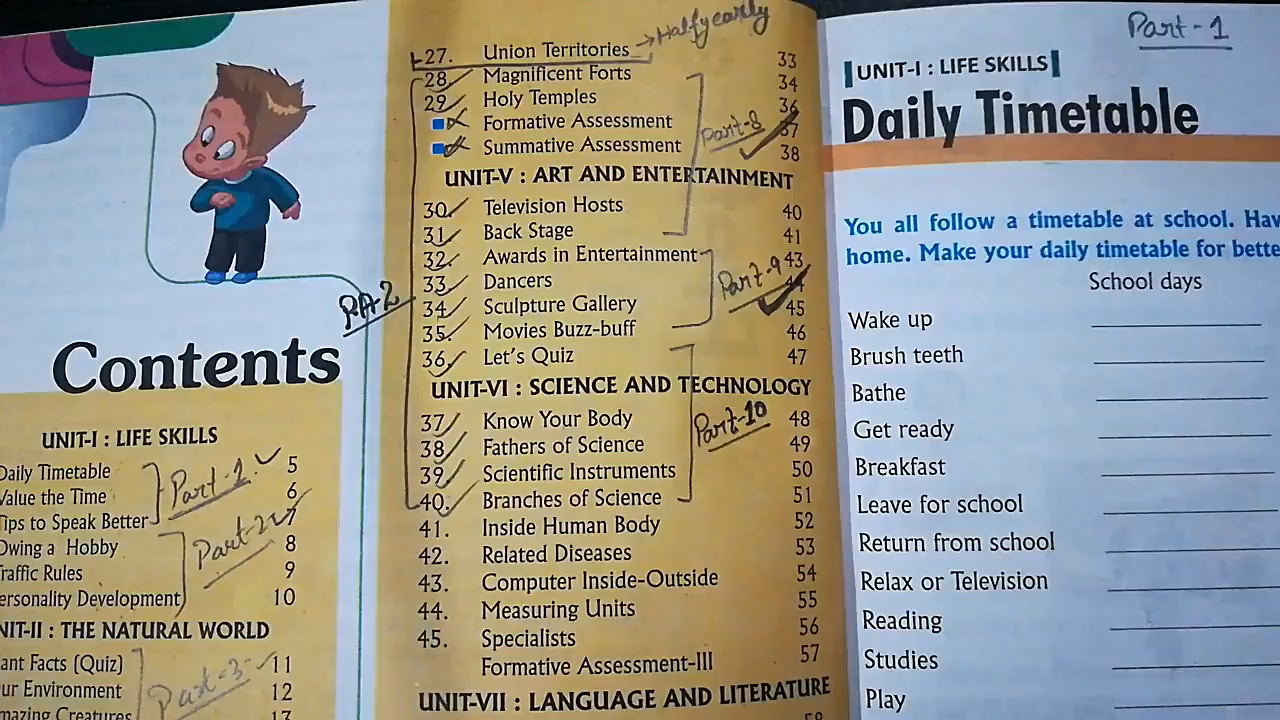 Contents
UNIT-I : LIFE SKILLS
Daily Timetable 5
Value the Time 6
Tips to Speak Better 7
Part-1
Owing a Hobby 8
Traffic Rules 9
Personality Development 10
Part-2
UNIT-II : THE NATURAL WORLD
ant Facts (Quiz) 11
ur Environment 12
mazing Creatures 13
Part-3
27. Union Territories 33
→Halfyearly
28. Magnificent Forts 34
29. Holy Temples 36
Formative Assessment 37
Summative Assessment 38
Part-8
UNIT-V : ART AND ENTERTAINMENT
30. Television Hosts 40
31. Back Stage 41
32. Awards in Entertainment 43
33. Dancers 44
34. Sculpture Gallery 45
35. Movies Buzz-buff 46
Part-9
PA-2
36. Let's Quiz 47
UNIT-VI : SCIENCE AND TECHNOLOGY
37. Know Your Body 48
38. Fathers of Science 49
39. Scientific Instruments 50
40. Branches of Science 51
Part-10
41. Inside Human Body 52
42. Related Diseases 53
43. Computer Inside-Outside 54
44. Measuring Units 55
45. Specialists 56
Formative Assessment-III 57
UNIT-VII : LANGUAGE AND LITERATURE
Part-1
UNIT-I : LIFE SKILLS
Daily Timetable
You all follow a timetable at school. Hav
home. Make your daily timetable for bette
School days
Wake up
Brush teeth
Bathe
Get ready
Breakfast
Leave for school
Return from school
Relax or Television
Reading
Studies
Play